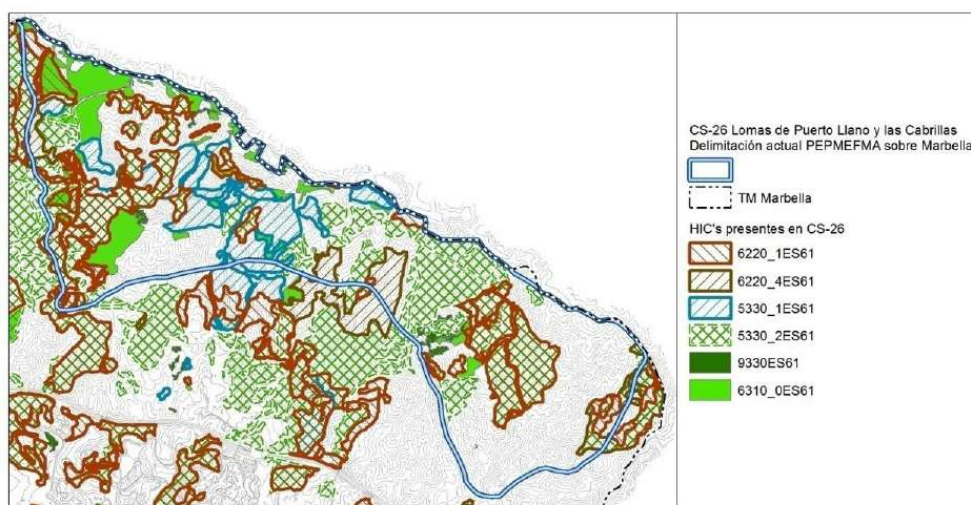 CS-26 Lomas de Puerto Llano y las Cabrillas
Delimitación actual PEPMEFMA sobre Marbella
TM Marbella
HIC's presentes en CS-26
6220_1ES61
6220_4ES61
5330_1ES61
5330_2ES61
9330ES61
6310_0ES61